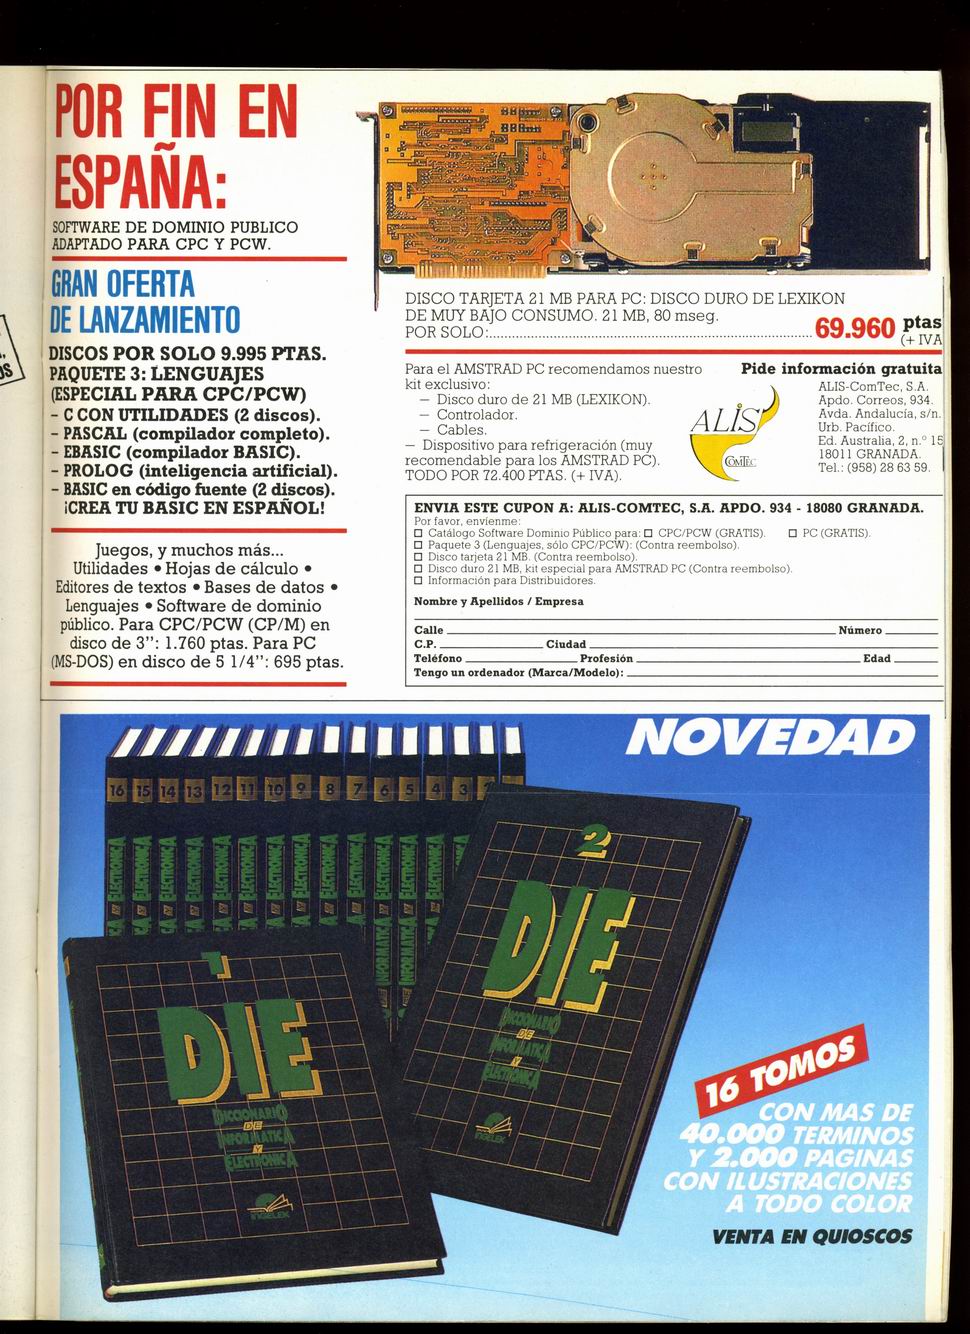 POR FIN EN
ESPAÑA:
SOFTWARE DE DOMINIO PUBLICO
ADAPTADO PARA CPC Y PCW.
GRAN OFERTA
DE LANZAMIENTO
DISCOS POR SOLO 9.995 PTAS.
PAQUETE 3: LENGUAJES
(ESPECIAL PARA CPC/PCW)
- C CON UTILIDADES (2 discos).
- PASCAL (compilador completo).
- EBASIC (compilador BASIC).
- PROLOG (inteligencia artificial).
- BASIC en código fuente (2 discos).
¡CREA TU BASIC EN ESPAÑOL!
Juegos, y muchos más...
Utilidades • Hojas de cálculo •
Editores de textos • Bases de datos •
Lenguajes • Software de dominio
público. Para CPC/PCW (CP/M) en
disco de 3'': 1.760 ptas. Para PC
(MS-DOS) en disco de 5 1/4'': 695 ptas.
DISCO TARJETA 21 MB PARA PC: DISCO DURO DE LEXIKON
DE MUY BAJO CONSUMO. 21 MB, 80 mseg.
POR SOLO:........................................ 69.960 ptas
(+ IVA
Para el AMSTRAD PC recomendamos nuestro
kit exclusivo:
— Disco duro de 21 MB (LEXIKON).
— Controlador.
— Cables.
— Dispositivo para refrigeración (muy
recomendable para los AMSTRAD PC).
TODO POR 72.400 PTAS. (+ IVA).
Pide información gratuita
ALIS
COMTEC
ALIS-ComTec, S.A.
Apdo. Correos, 934.
Avda. Andalucía, s/n.
Urb. Pacífico.
Ed. Australia, 2, n.º 15
18011 GRANADA.
Tel.: (958) 28 63 59.
ENVIA ESTE CUPON A: ALIS-COMTEC, S.A. APDO. 934 - 18080 GRANADA.
Por favor, envíenme:
☐ Catálogo Software Dominio Público para: ☐ CPC/PCW (GRATIS). ☐ PC (GRATIS).
☐ Paquete 3 (Lenguajes, sólo CPC/PCW): (Contra reembolso).
☐ Disco tarjeta 21 MB. (Contra reembolso).
☐ Disco duro 21 MB, kit especial para AMSTRAD PC (Contra reembolso).
☐ Información para Distribuidores.
Nombre y Apellidos / Empresa
Calle ____ Número ____
C.P. ____ Ciudad ____
Teléfono ____ Profesión ____ Edad ____
Tengo un ordenador (Marca/Modelo): ____
NOVEDAD
16 15 14 13 12 11 10 9 8 7 6 5 4 3 2
1
DIE
DICCIONARIO
DE
INFORMATICA
Y
ELECTRONICA
INGELEK
2
DIE
DICCIONARIO
DE
INFORMATICA
Y
ELECTRONICA
INGELEK
16 TOMOS
CON MAS DE
40.000 TERMINOS
Y 2.000 PAGINAS
CON ILUSTRACIONES
A TODO COLOR
VENTA EN QUIOSCOS